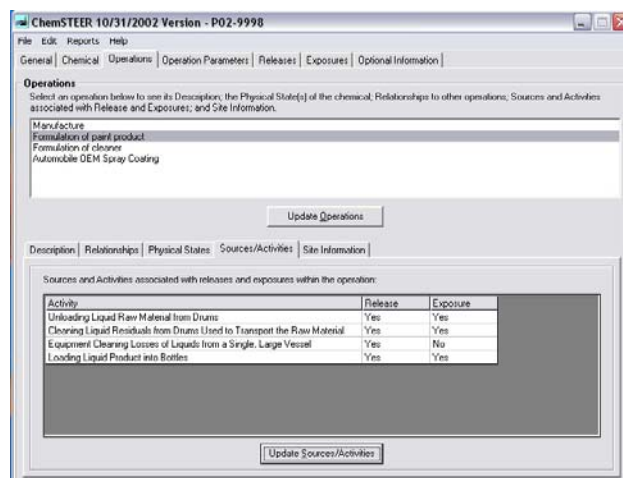 ChemSTEER 10/31/2002 Version - P02-9998
File Edit Reports Help
General Chemical Operations Operation Parameters Releases Exposures Optional Information
Operations
Select an operation below to see its Description; the Physical State(s) of the chemical; Relationships to other operations; Sources and Activities
associated with Release and Exposures; and Site Information.
Manufacture
Formulation of paint product
Formulation of cleaner
Automobile OEM Spray Coating
Update Operations
Description Relationships Physical States Sources/Activities Site Information
Sources and Activities associated with releases and exposures within the operation:
Activity Release Exposure
Unloading Liquid Raw Material from Drums Yes Yes
Cleaning Liquid Residuals from Drums Used to Transport the Raw Material Yes Yes
Equipment Cleaning Losses of Liquids from a Single, Large Vessel Yes No
Loading Liquid Product into Bottles Yes Yes
Update Sources/Activities